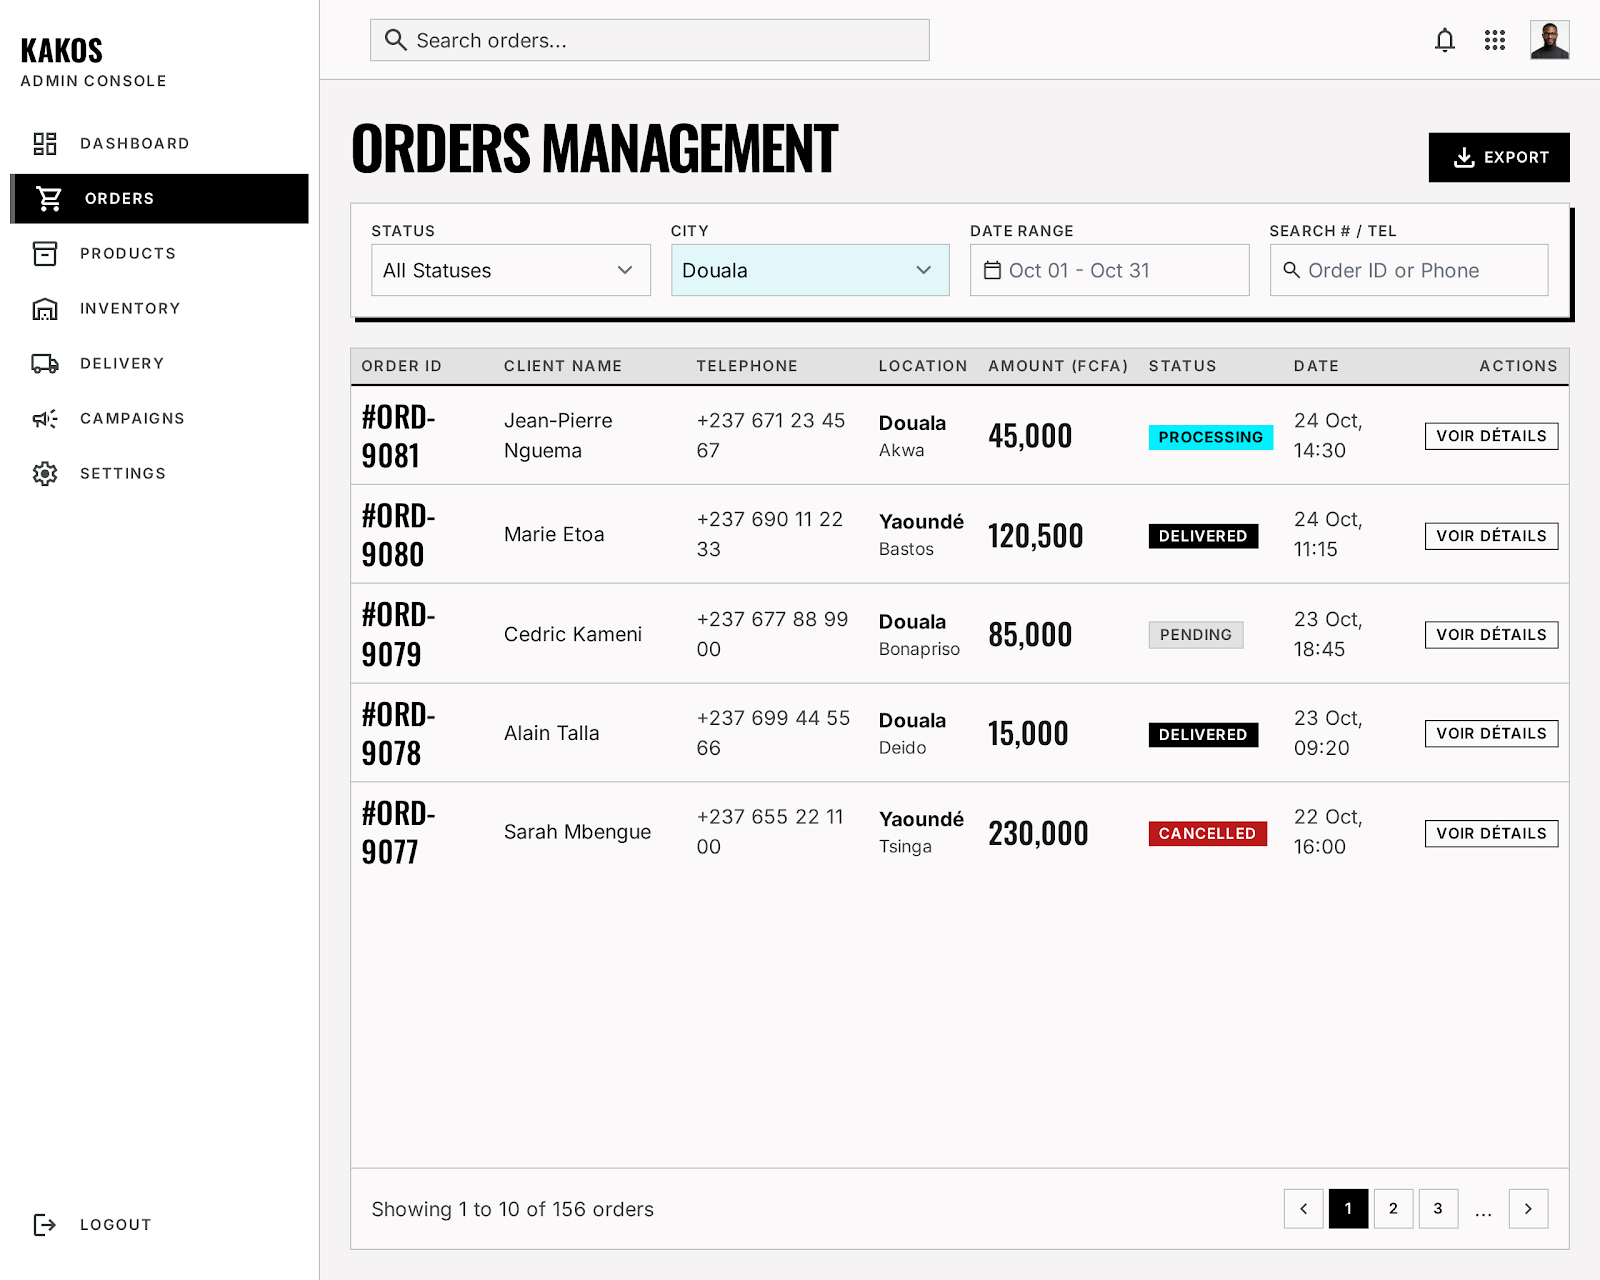 KAKOS
ADMIN CONSOLE
DASHBOARD
ORDERS
PRODUCTS
INVENTORY
DELIVERY
CAMPAIGNS
SETTINGS
LOGOUT
Search orders...
ORDERS MANAGEMENT
EXPORT
STATUS
All Statuses
CITY
Douala
DATE RANGE
Oct 01 - Oct 31
SEARCH # / TEL
Order ID or Phone
ORDER ID CLIENT NAME TELEPHONE LOCATION AMOUNT (FCFA) STATUS DATE ACTIONS
#ORD-
9081
Jean-Pierre
Nguema
+237 671 23 45
67
Douala
Akwa
45,000
PROCESSING
24 Oct,
14:30
VOIR DÉTAILS
#ORD-
9080
Marie Etoa
+237 690 11 22
33
Yaoundé
Bastos
120,500
DELIVERED
24 Oct,
11:15
VOIR DÉTAILS
#ORD-
9079
Cedric Kameni
+237 677 88 99
00
Douala
Bonapriso
85,000
PENDING
23 Oct,
18:45
VOIR DÉTAILS
#ORD-
9078
Alain Talla
+237 699 44 55
66
Douala
Deido
15,000
DELIVERED
23 Oct,
09:20
VOIR DÉTAILS
#ORD-
9077
Sarah Mbengue
+237 655 22 11
00
Yaoundé
Tsinga
230,000
CANCELLED
22 Oct,
16:00
VOIR DÉTAILS
Showing 1 to 10 of 156 orders
1 2 3 ...